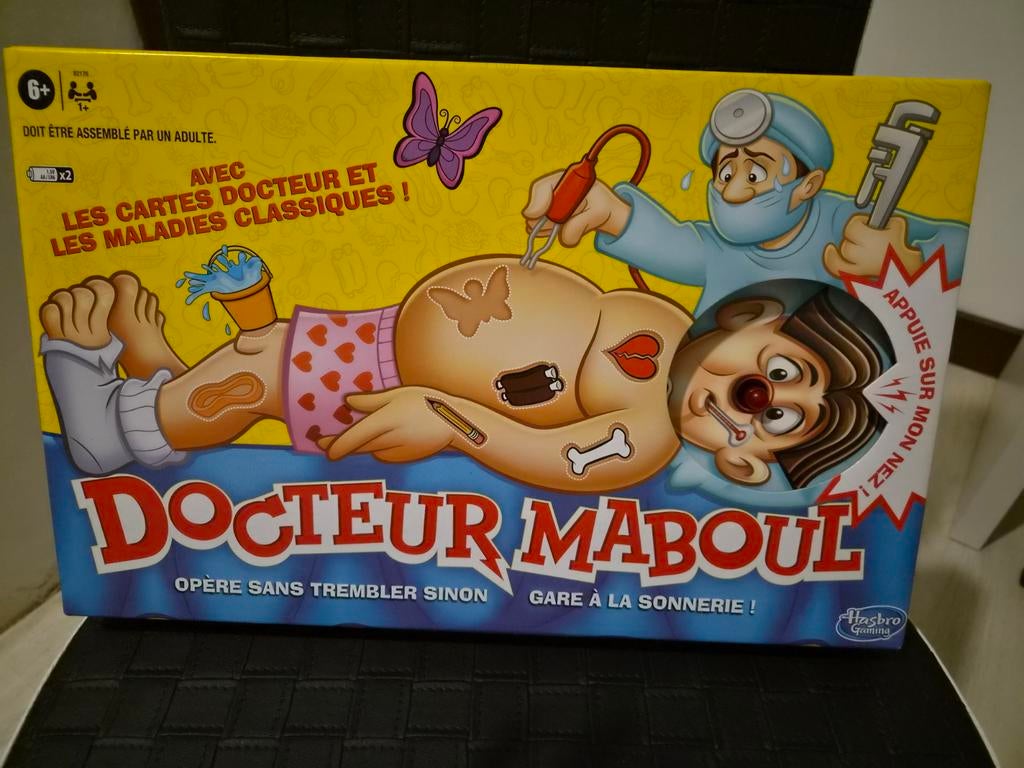 6+
1+
DOIT ÊTRE ASSEMBLÉ PAR UN ADULTE.
x2
AVEC
LES CARTES DOCTEUR ET
LES MALADIES CLASSIQUES !
APPUIE SUR MON NEZ !
DOCTEUR MABOUL
OPÈRE SANS TREMBLER SINON GARE À LA SONNERIE !
Hasbro
Gaming